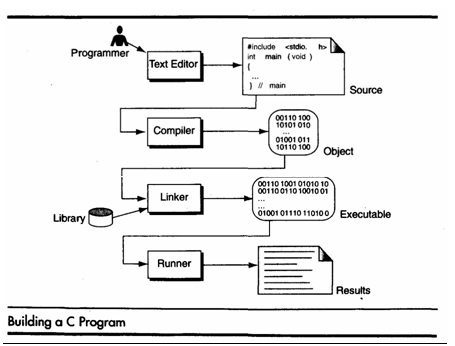 Programmer
Text Editor
#include <stdio. h>
int main (void)
{
...
} // main
Source
Compiler
00110 100
10101 010
...
01001 011
10110 100
Object
Library
Linker
00110 1001 01010 10
00110 0110 10010 01
...
...
01001 01110 11010 0
Executable
Runner
Results
Building a C Program